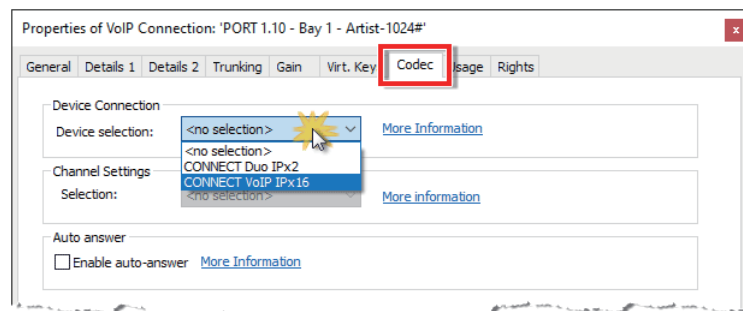 Properties of VoIP Connection: 'PORT 1.10 - Bay 1 - Artist-1024#'
x
General Details 1 Details 2 Trunking Gain Virt. Key Codec Usage Rights
Device Connection
Device selection: <no selection> More Information
<no selection>
CONNECT Duo IPx2
Channel Settings
CONNECT VoIP IPx16
Selection: <no selection> More information
Auto answer
Enable auto-answer More Information